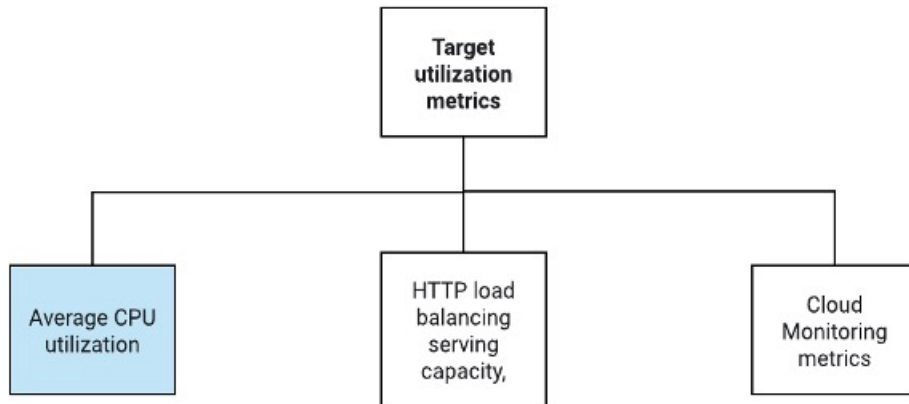 Target
utilization
metrics
Average CPU
utilization
HTTP load
balancing
serving
capacity,
Cloud
Monitoring
metrics